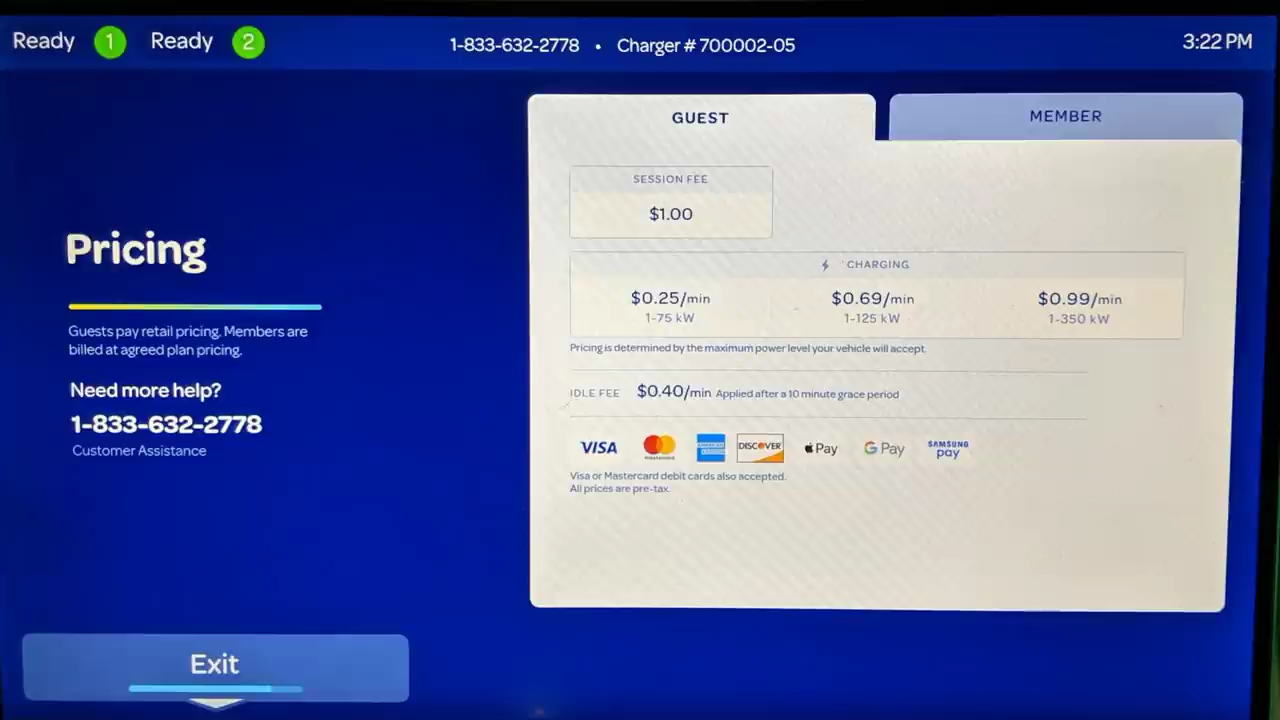 Ready 1 Ready 2
1-833-632-2778 • Charger # 700002-05
3:22 PM
GUEST
MEMBER
SESSION FEE
$1.00
CHARGING
$0.25/min
1-75 kW
$0.69/min
1-125 kW
$0.99/min
1-350 kW
Pricing is determined by the maximum power level your vehicle will accept.
IDLE FEE $0.40/min Applied after a 10 minute grace period
VISA
mastercard
AMERICAN EXPRESS
DISCOVER
Pay
G Pay
SAMSUNG
pay
Visa or Mastercard debit cards also accepted.
All prices are pre-tax.
Pricing
Guests pay retail pricing. Members are
billed at agreed plan pricing.
Need more help?
1-833-632-2778
Customer Assistance
Exit